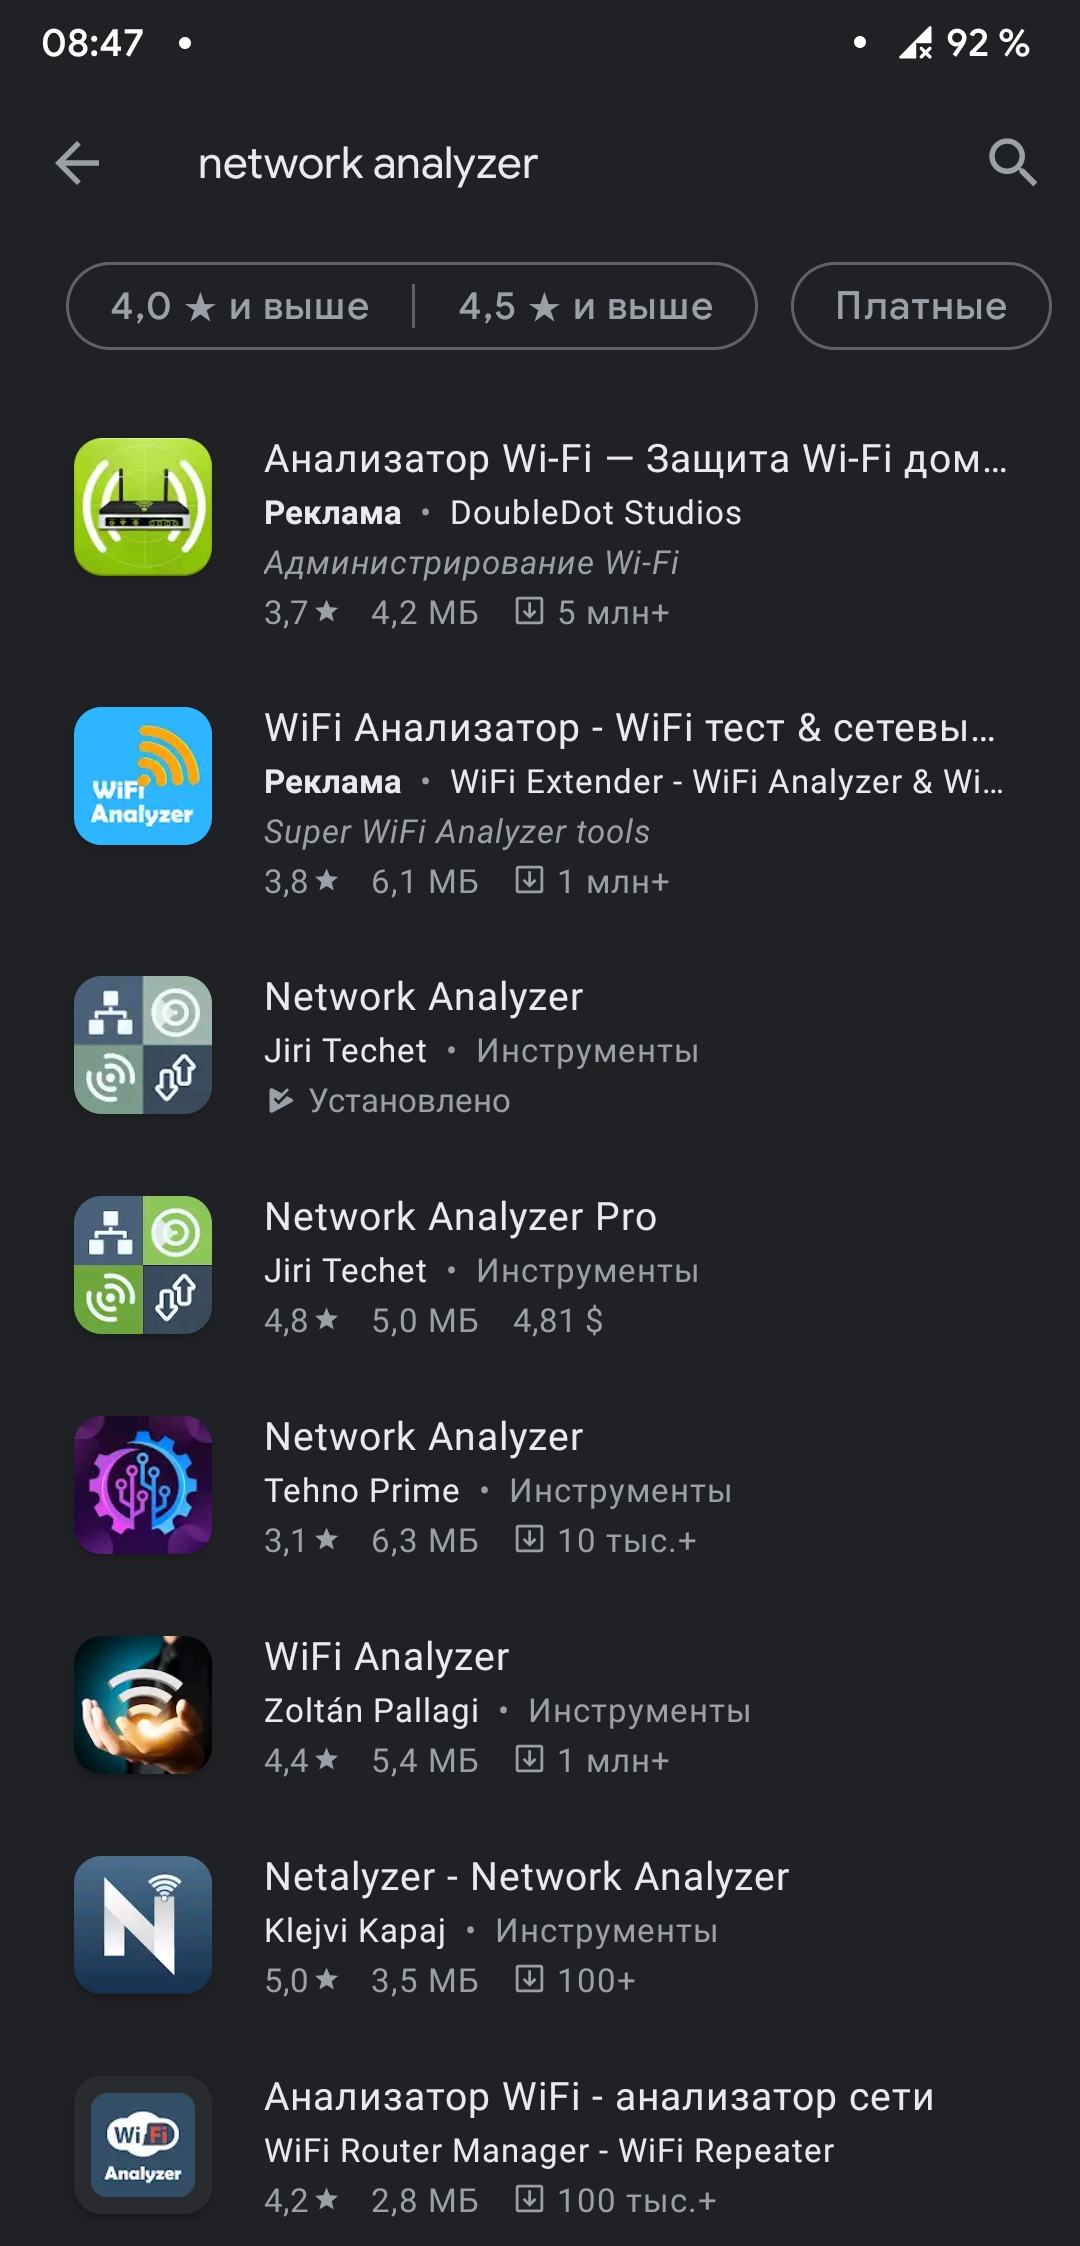 08:47
92 %
network analyzer
4,0 ★ и выше
4,5 ★ и выше
Платные
Анализатор Wi-Fi — Защита Wi-Fi дом…
Реклама • DoubleDot Studios
Администрирование Wi-Fi
3,7★ 4,2 МБ 5 млн+
WiFi Analyzer
WiFi Анализатор - WiFi тест & сетевы…
Реклама • WiFi Extender - WiFi Analyzer & Wi…
Super WiFi Analyzer tools
3,8★ 6,1 МБ 1 млн+
Network Analyzer
Jiri Techet • Инструменты
Установлено
Network Analyzer Pro
Jiri Techet • Инструменты
4,8★ 5,0 МБ 4,81 $
Network Analyzer
Tehno Prime • Инструменты
3,1★ 6,3 МБ 10 тыс.+
WiFi Analyzer
Zoltán Pallagi • Инструменты
4,4★ 5,4 МБ 1 млн+
N
Netalyzer - Network Analyzer
Klejvi Kapaj • Инструменты
5,0★ 3,5 МБ 100+
WiFi Analyzer
Анализатор WiFi - анализатор сети
WiFi Router Manager - WiFi Repeater
4,2★ 2,8 МБ 100 тыс.+